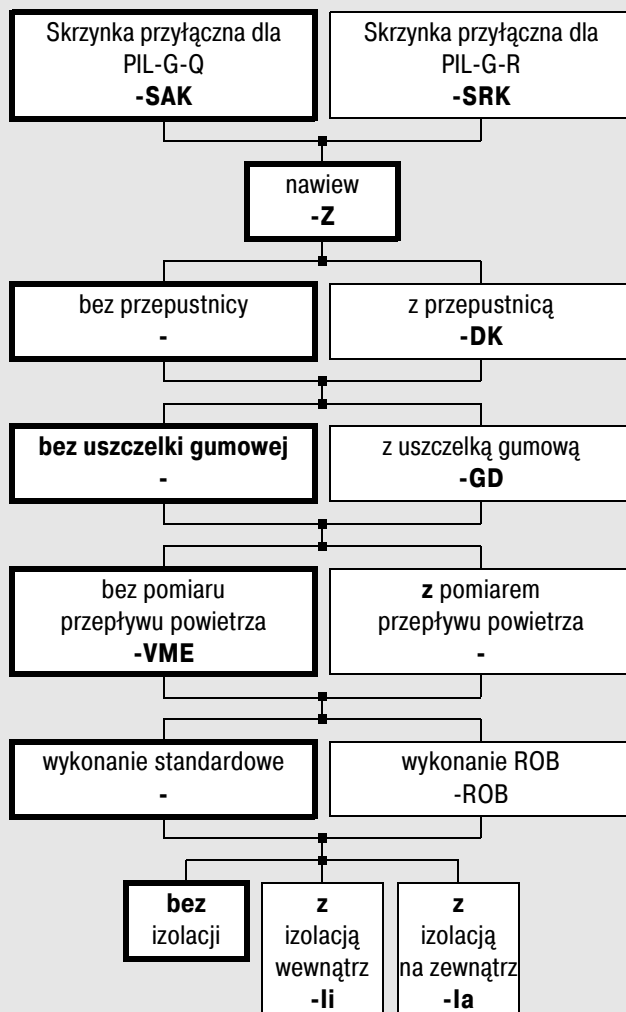 Skrzynka przyłączna dla
PIL-G-Q
-SAK
Skrzynka przyłączna dla
PIL-G-R
-SRK
nawiew
-Z
bez przepustnicy
-
z przepustnicą
-DK
bez uszczelki gumowej
-
z uszczelką gumową
-GD
bez pomiaru
przepływu powietrza
-VME
z pomiarem
przepływu powietrza
-
wykonanie standardowe
-
wykonanie ROB
-ROB
bez
izolacji
z
izolacją
wewnątrz
-Ii
z
izolacją
na zewnątrz
-Ia